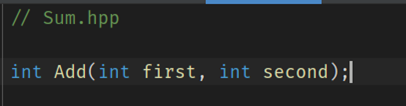 // Sum.hpp
int Add(int first, int second);